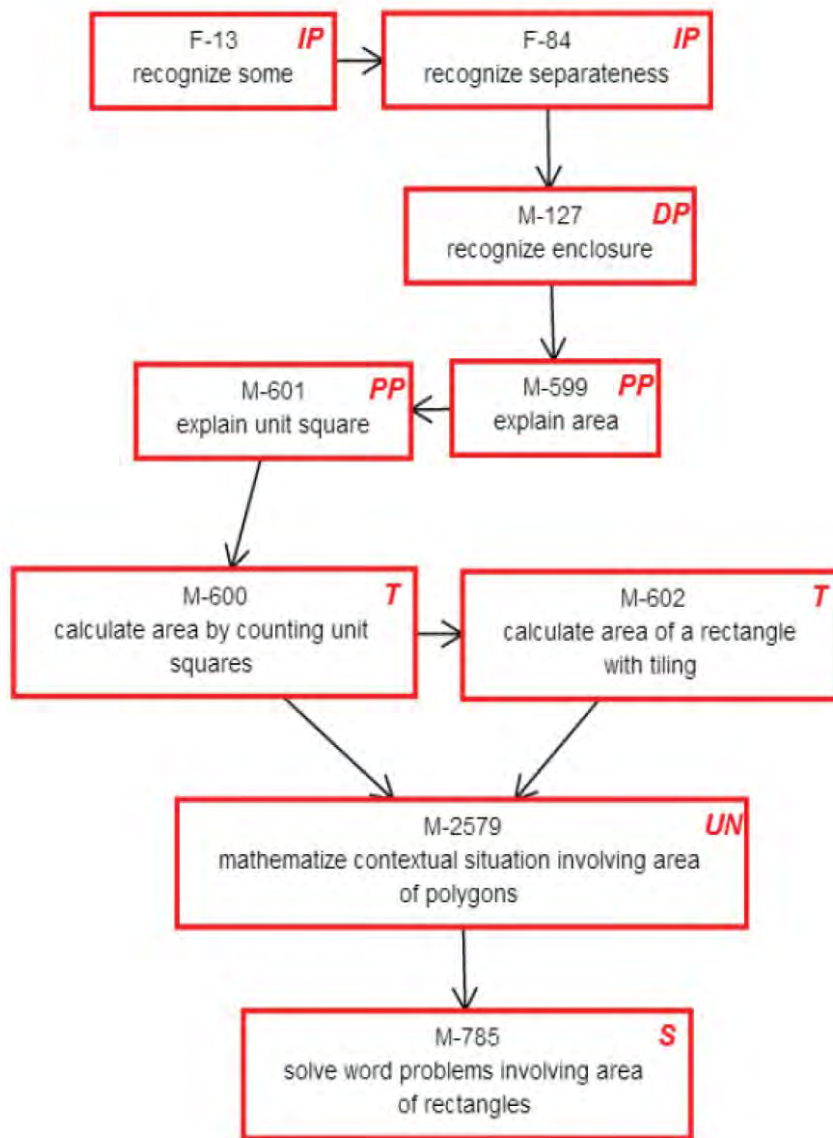 F-13 IP
recognize some
F-84 IP
recognize separateness
M-127 DP
recognize enclosure
M-601 PP
explain unit square
M-599 PP
explain area
M-600 T
calculate area by counting unit
squares
M-602 T
calculate area of a rectangle
with tiling
M-2579 UN
mathematize contextual situation involving area
of polygons
M-785 S
solve word problems involving area
of rectangles